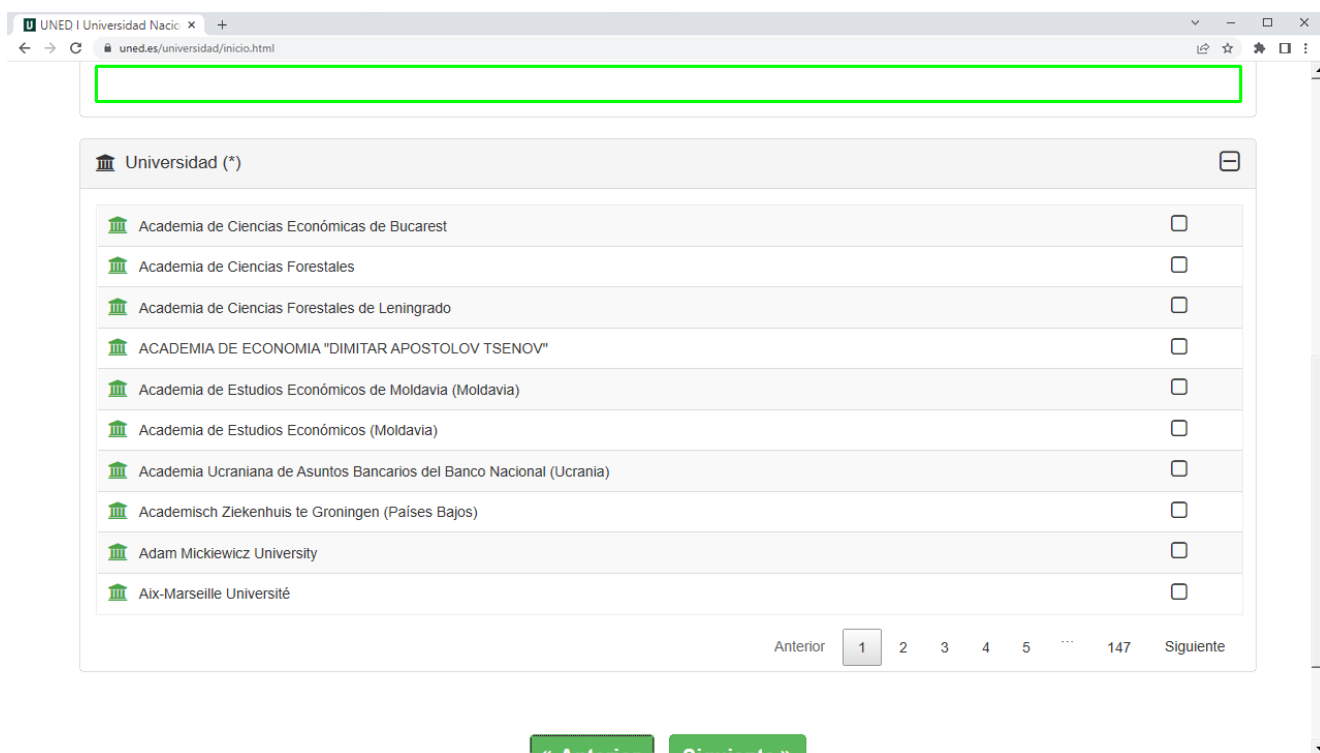 UNED I Universidad Nacio
uned.es/universidad/inicio.html
Universidad (*)
Academia de Ciencias Económicas de Bucarest
Academia de Ciencias Forestales
Academia de Ciencias Forestales de Leningrado
ACADEMIA DE ECONOMIA "DIMITAR APOSTOLOV TSENOV"
Academia de Estudios Económicos de Moldavia (Moldavia)
Academia de Estudios Económicos (Moldavia)
Academia Ucraniana de Asuntos Bancarios del Banco Nacional (Ucrania)
Academisch Ziekenhuis te Groningen (Países Bajos)
Adam Mickiewicz University
Aix-Marseille Université
Anterior 1 2 3 4 5 ... 147 Siguiente
« Anterior Siguiente »